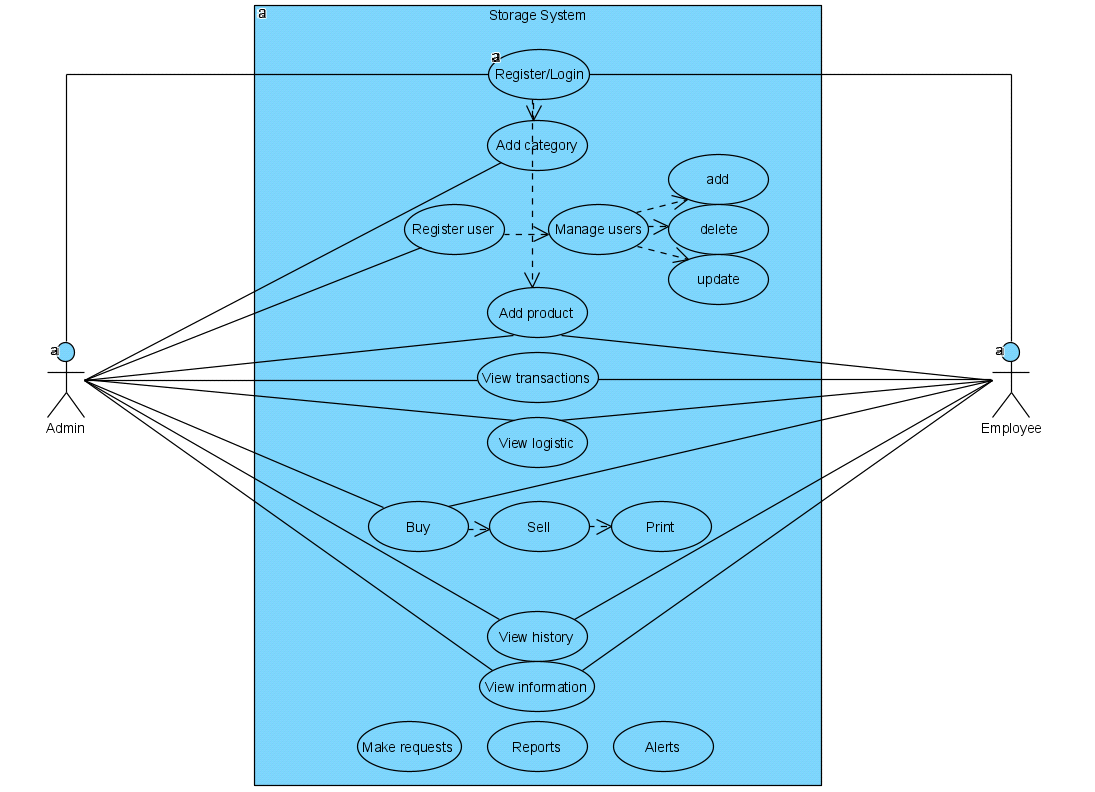 a
Storage System
a
Register/Login
Add category
add
Register user
Manage users
delete
update
Add product
a
a
View transactions
Admin
Employee
View logistic
Buy
Sell
Print
View history
View information
Make requests
Reports
Alerts